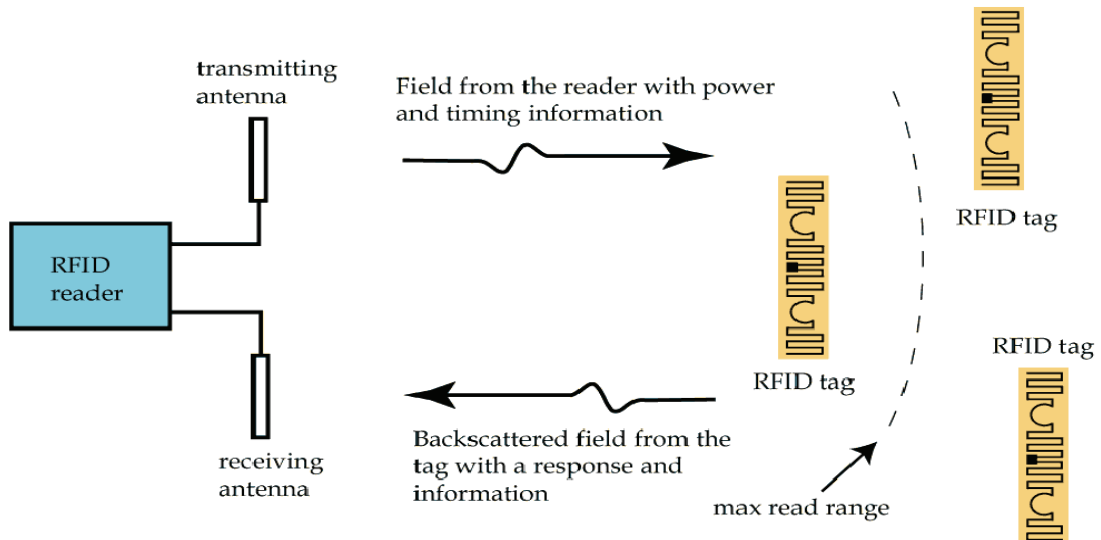 transmitting
antenna
Field from the reader with power
and timing information
RFID tag
RFID
reader
RFID tag
RFID tag
Backscattered field from the
tag with a response and
information
receiving
antenna
max read range